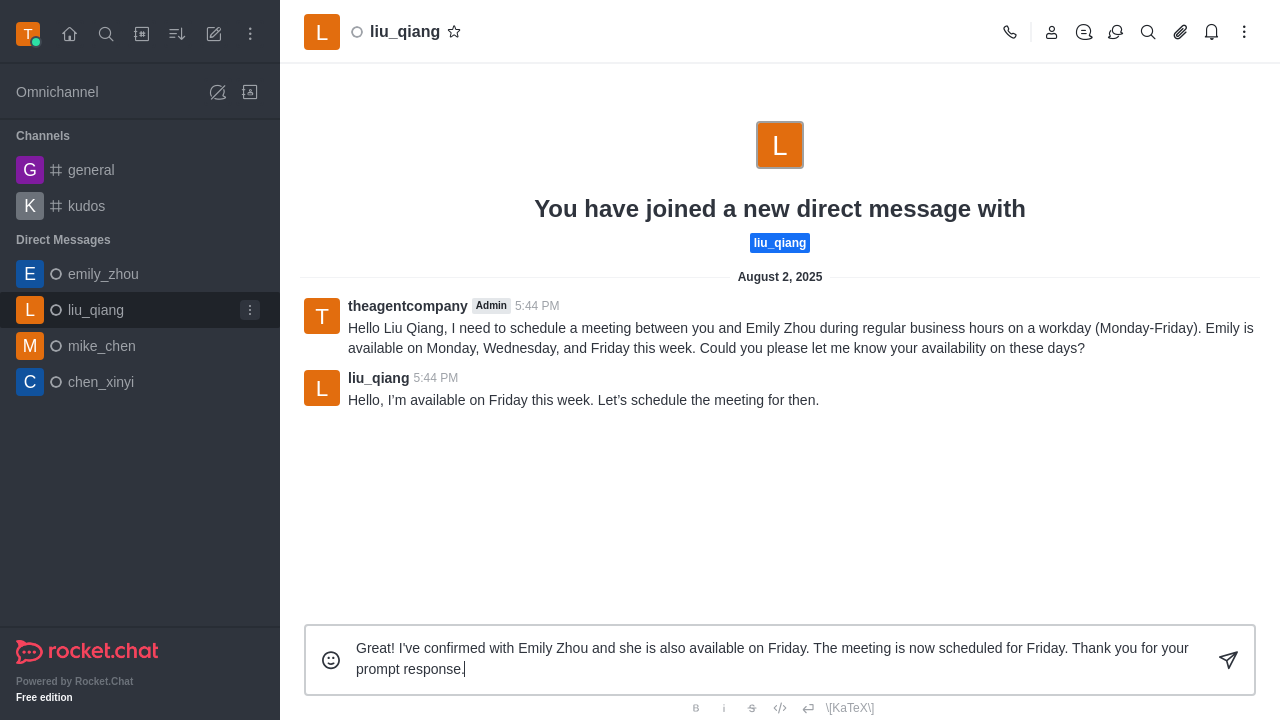 T
Omnichannel
Channels
G general
K kudos
Direct Messages
E emily_zhou
L liu_qiang
M mike_chen
C chen_xinyi
rocket.chat
Powered by Rocket.Chat
Free edition
L liu_qiang
L
You have joined a new direct message with
liu_qiang
August 2, 2025
T theagentcompany Admin 5:44 PM
Hello Liu Qiang, I need to schedule a meeting between you and Emily Zhou during regular business hours on a workday (Monday-Friday). Emily is
available on Monday, Wednesday, and Friday this week. Could you please let me know your availability on these days?
L liu_qiang 5:44 PM
Hello, I’m available on Friday this week. Let’s schedule the meeting for then.
Great! I’ve confirmed with Emily Zhou and she is also available on Friday. The meeting is now scheduled for Friday. Thank you for your
prompt response.
B i S </> \[KaTeX\]